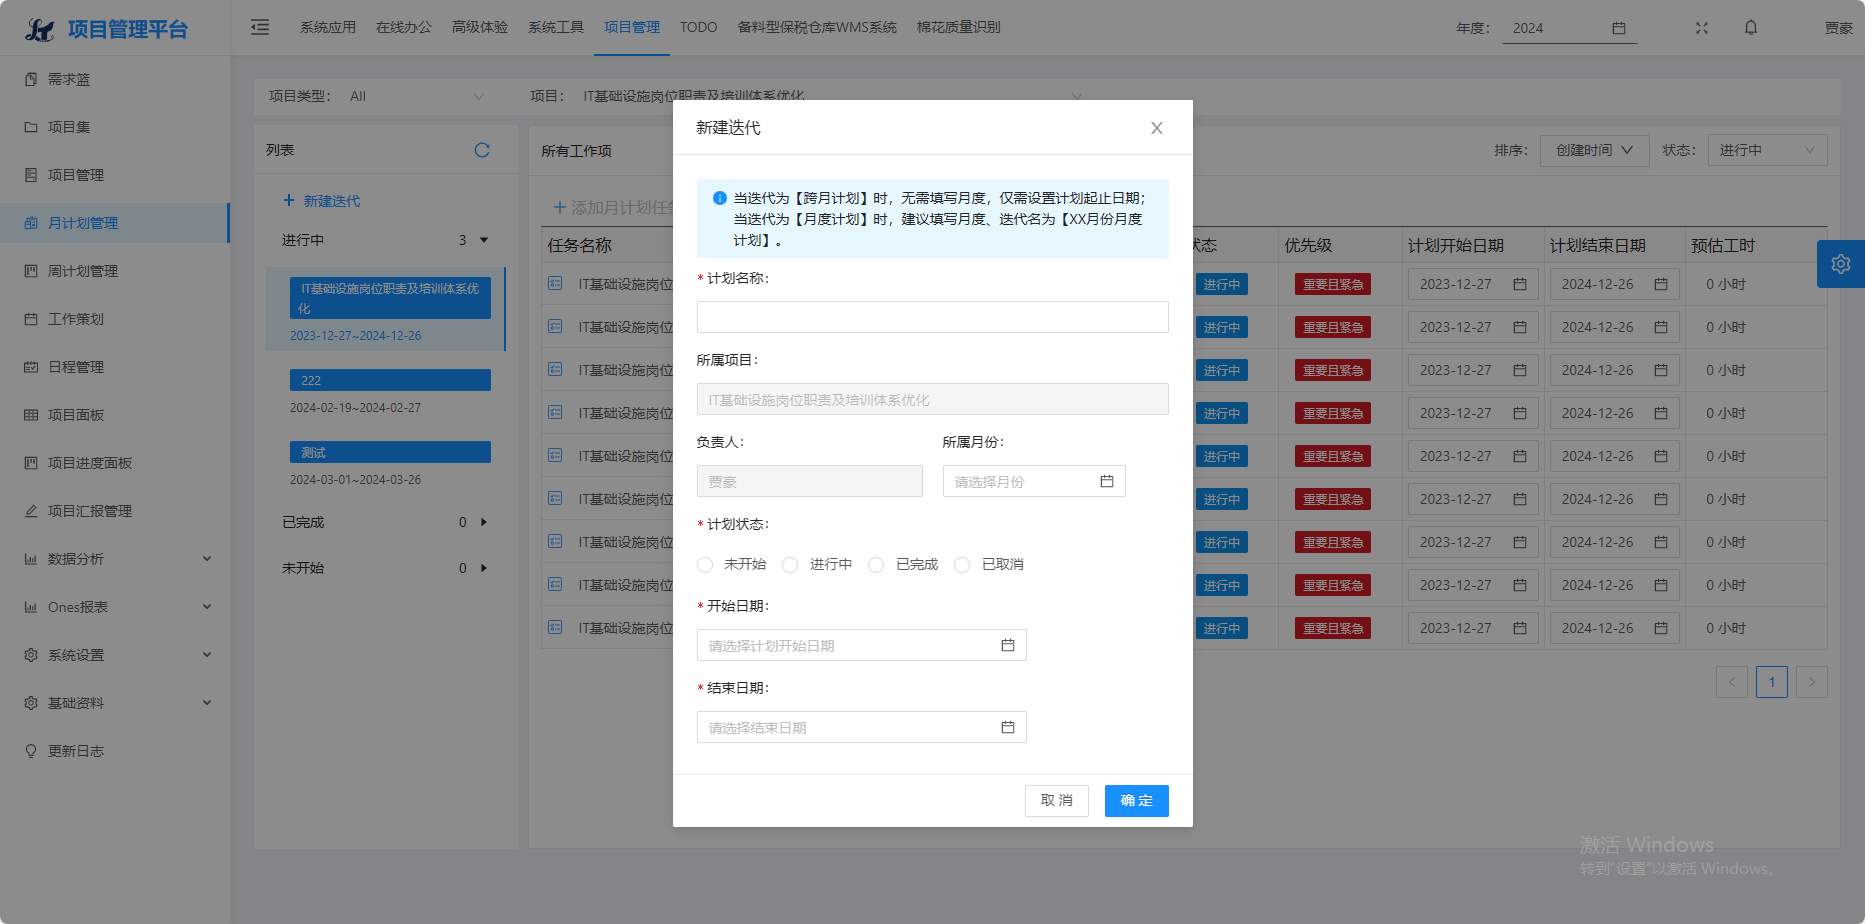 项目管理平台
系统应用 在线办公 高级体验 系统工具 项目管理 TODO 备料型保税仓库WMS系统 棉花质量识别
年度： 2024
贾豪
需求篮
项目集
项目管理
月计划管理
周计划管理
工作策划
日程管理
项目面板
项目进度面板
项目汇报管理
数据分析
Ones报表
系统设置
基础资料
更新日志
项目类型： All
项目： IT基础设施岗位职责及培训体系优化
列表
新建迭代
进行中 3
IT基础设施岗位职责及培训体系优
化
2023-12-27~2024-12-26
222
2024-02-19~2024-02-27
测试
2024-03-01~2024-03-26
已完成 0
未开始 0
所有工作项
排序： 创建时间 状态： 进行中
添加月计划任
任务名称 状态 优先级 计划开始日期 计划结束日期 预估工时
IT基础设施岗位 进行中 重要且紧急 2023-12-27 2024-12-26 0 小时
IT基础设施岗位 进行中 重要且紧急 2023-12-27 2024-12-26 0 小时
IT基础设施岗位 进行中 重要且紧急 2023-12-27 2024-12-26 0 小时
IT基础设施岗位 进行中 重要且紧急 2023-12-27 2024-12-26 0 小时
IT基础设施岗位 进行中 重要且紧急 2023-12-27 2024-12-26 0 小时
IT基础设施岗位 进行中 重要且紧急 2023-12-27 2024-12-26 0 小时
IT基础设施岗位 进行中 重要且紧急 2023-12-27 2024-12-26 0 小时
IT基础设施岗位 进行中 重要且紧急 2023-12-27 2024-12-26 0 小时
IT基础设施岗位 进行中 重要且紧急 2023-12-27 2024-12-26 0 小时
< 1 >
新建迭代
当迭代为【跨月计划】时，无需填写月度，仅需设置计划起止日期；
当迭代为【月度计划】时，建议填写月度、迭代名为【XX月份月度
计划】。
* 计划名称：
所属项目：
IT基础设施岗位职责及培训体系优化
负责人： 所属月份：
贾豪 请选择月份
* 计划状态：
未开始 进行中 已完成 已取消
* 开始日期：
请选择计划开始日期
* 结束日期：
请选择结束日期
取 消 确 定
激活 Windows
转到"设置"以激活 Windows。